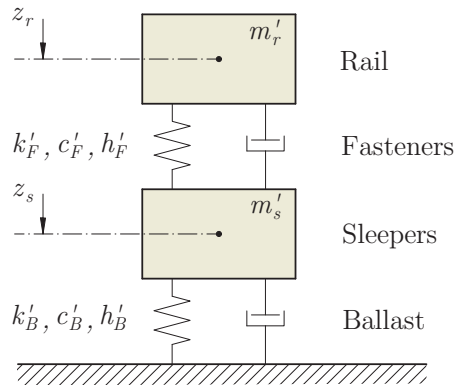 z_r
m'_r
Rail
k'_F, c'_F, h'_F
Fasteners
z_s
m'_s
Sleepers
k'_B, c'_B, h'_B
Ballast